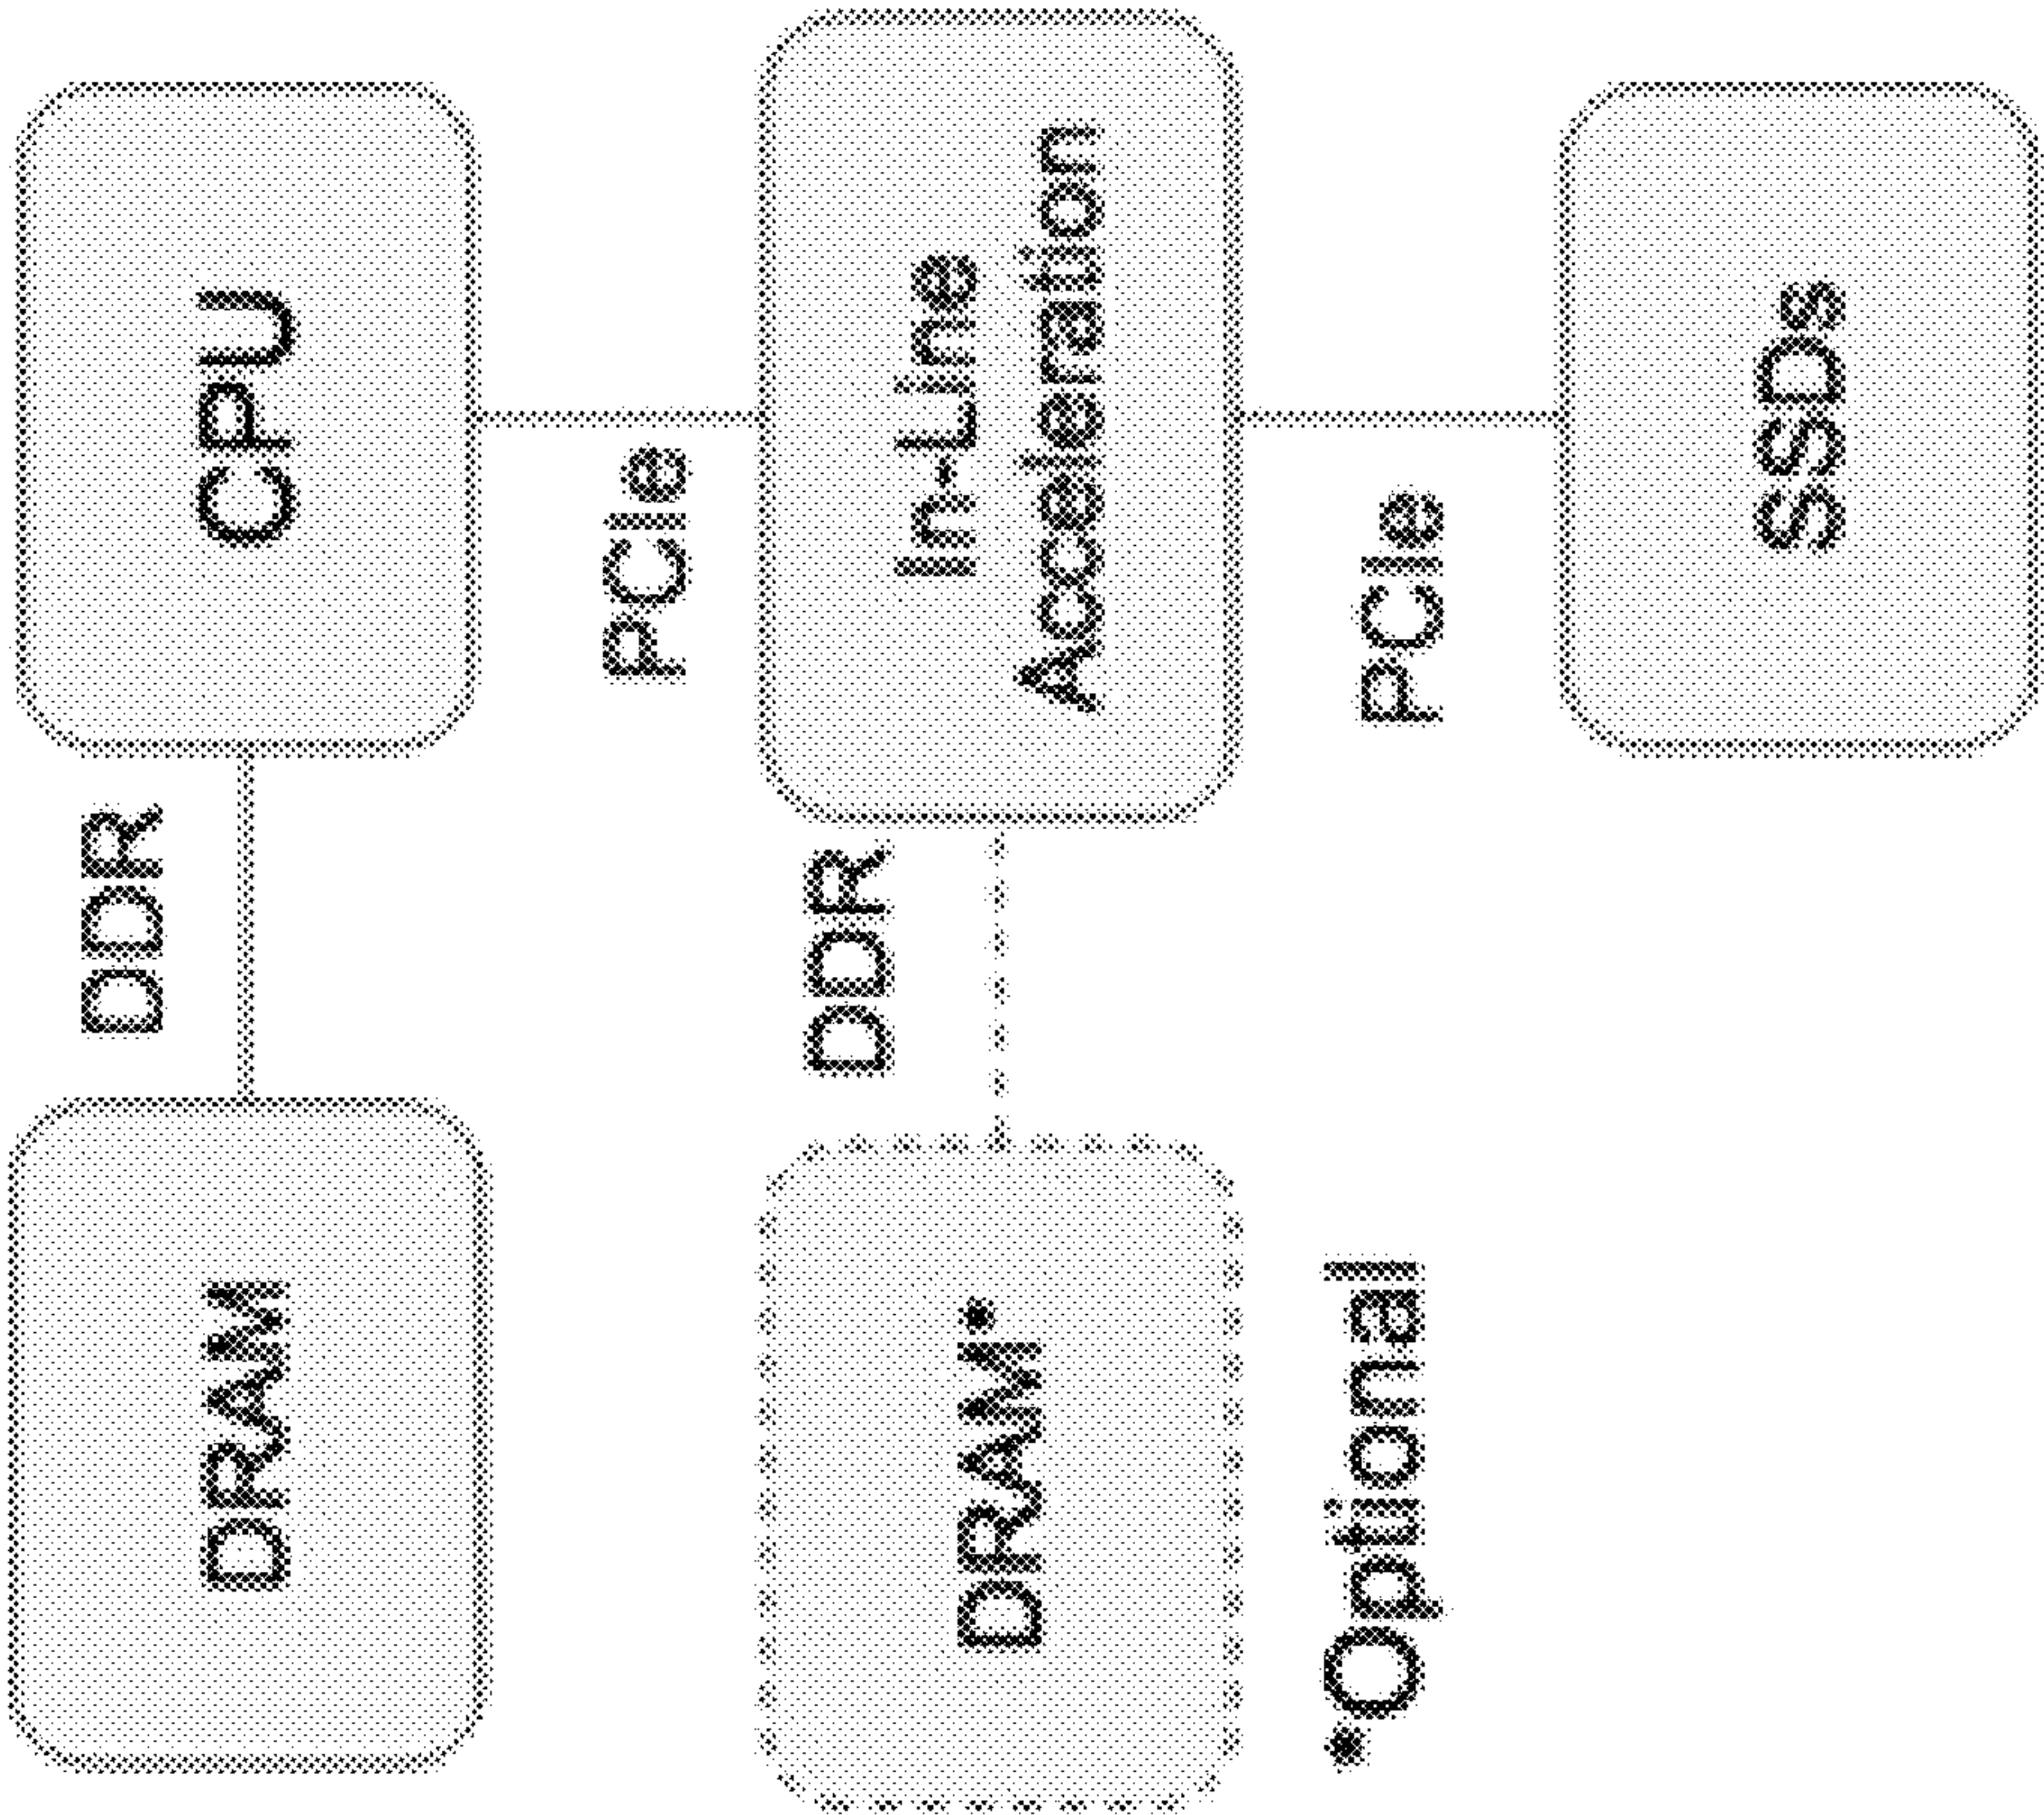 DDR
DRAM
CPU
PCIe
DDR
In-Line
DRAM*
Acceleration
*Optional
PCIe
SSDs